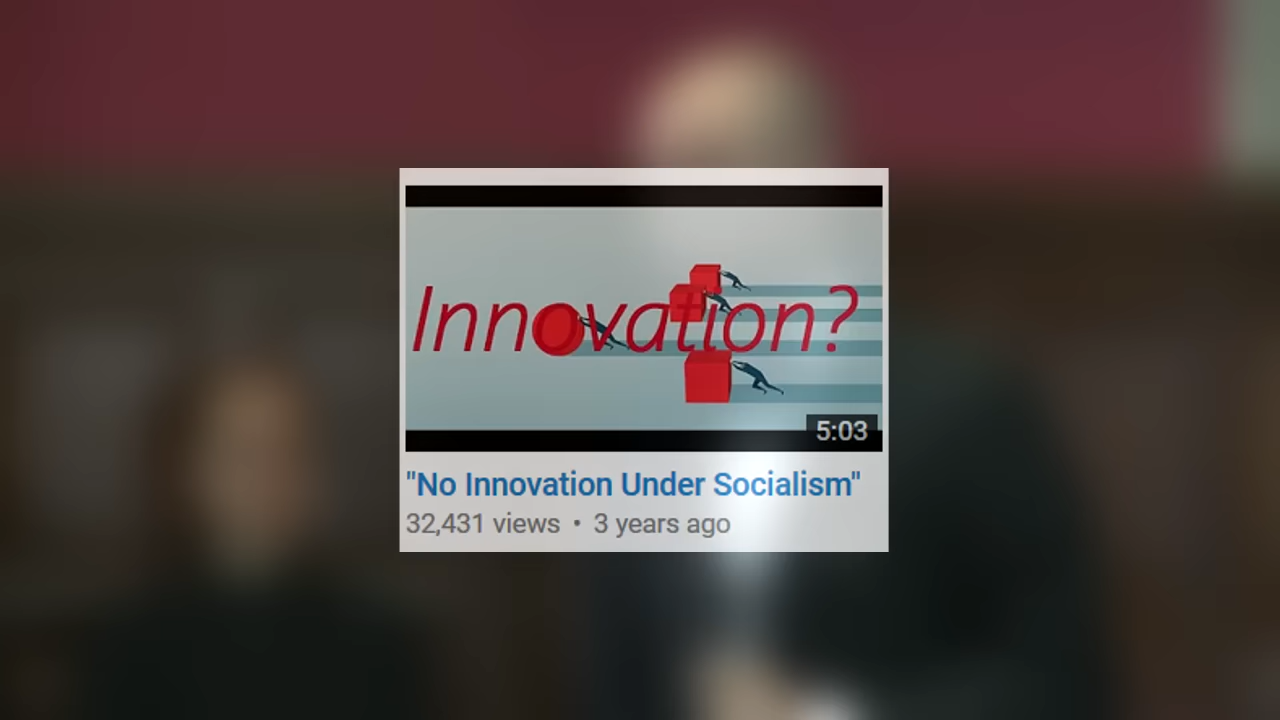 Innovation?
5:03
"No Innovation Under Socialism"
32,431 views • 3 years ago